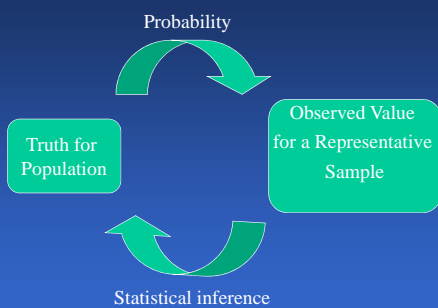 Probability
Observed Value
for a Representative
Sample
Truth for
Population
Statistical inference